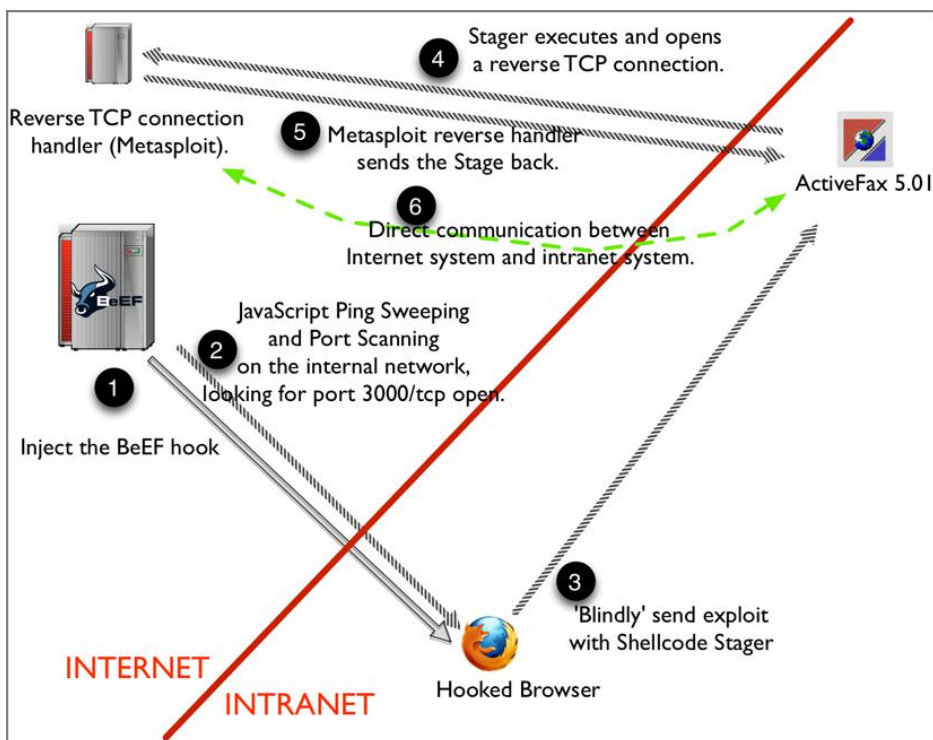 4
Stager executes and opens
a reverse TCP connection.
Reverse TCP connection
handler (Metasploit).
5
Metasploit reverse handler
sends the Stage back.
ActiveFax 5.01
6
Direct communication between
Internet system and intranet system.
BeEF
JavaScript Ping Sweeping
and Port Scanning
on the internal network,
looking for port 3000/tcp open.
2
1
Inject the BeEF hook
3
'Blindly' send exploit
with Shellcode Stager
INTERNET
INTRANET
Hooked Browser